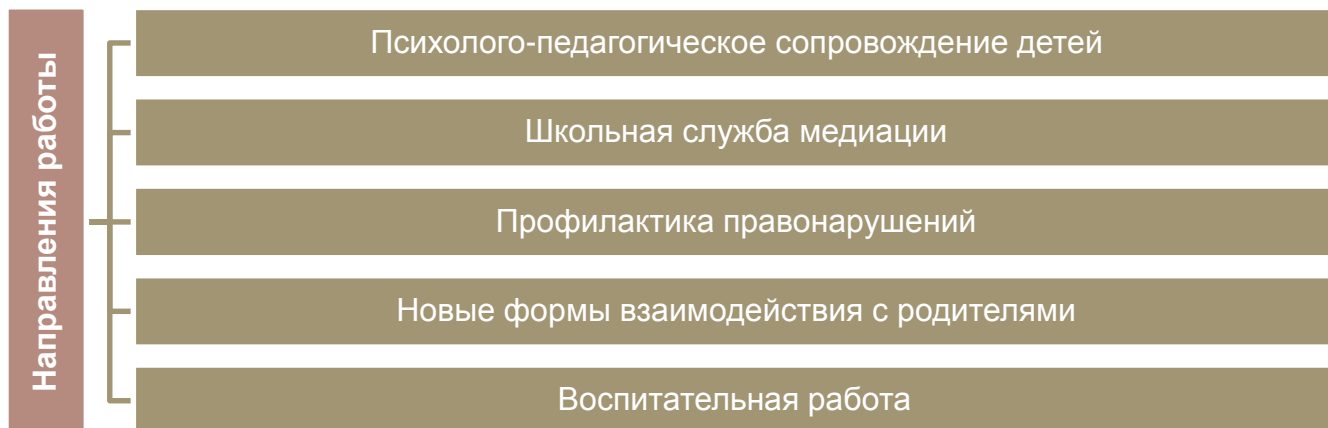 Направления работы
Психолого-педагогическое сопровождение детей
Школьная служба медиации
Профилактика правонарушений
Новые формы взаимодействия с родителями
Воспитательная работа